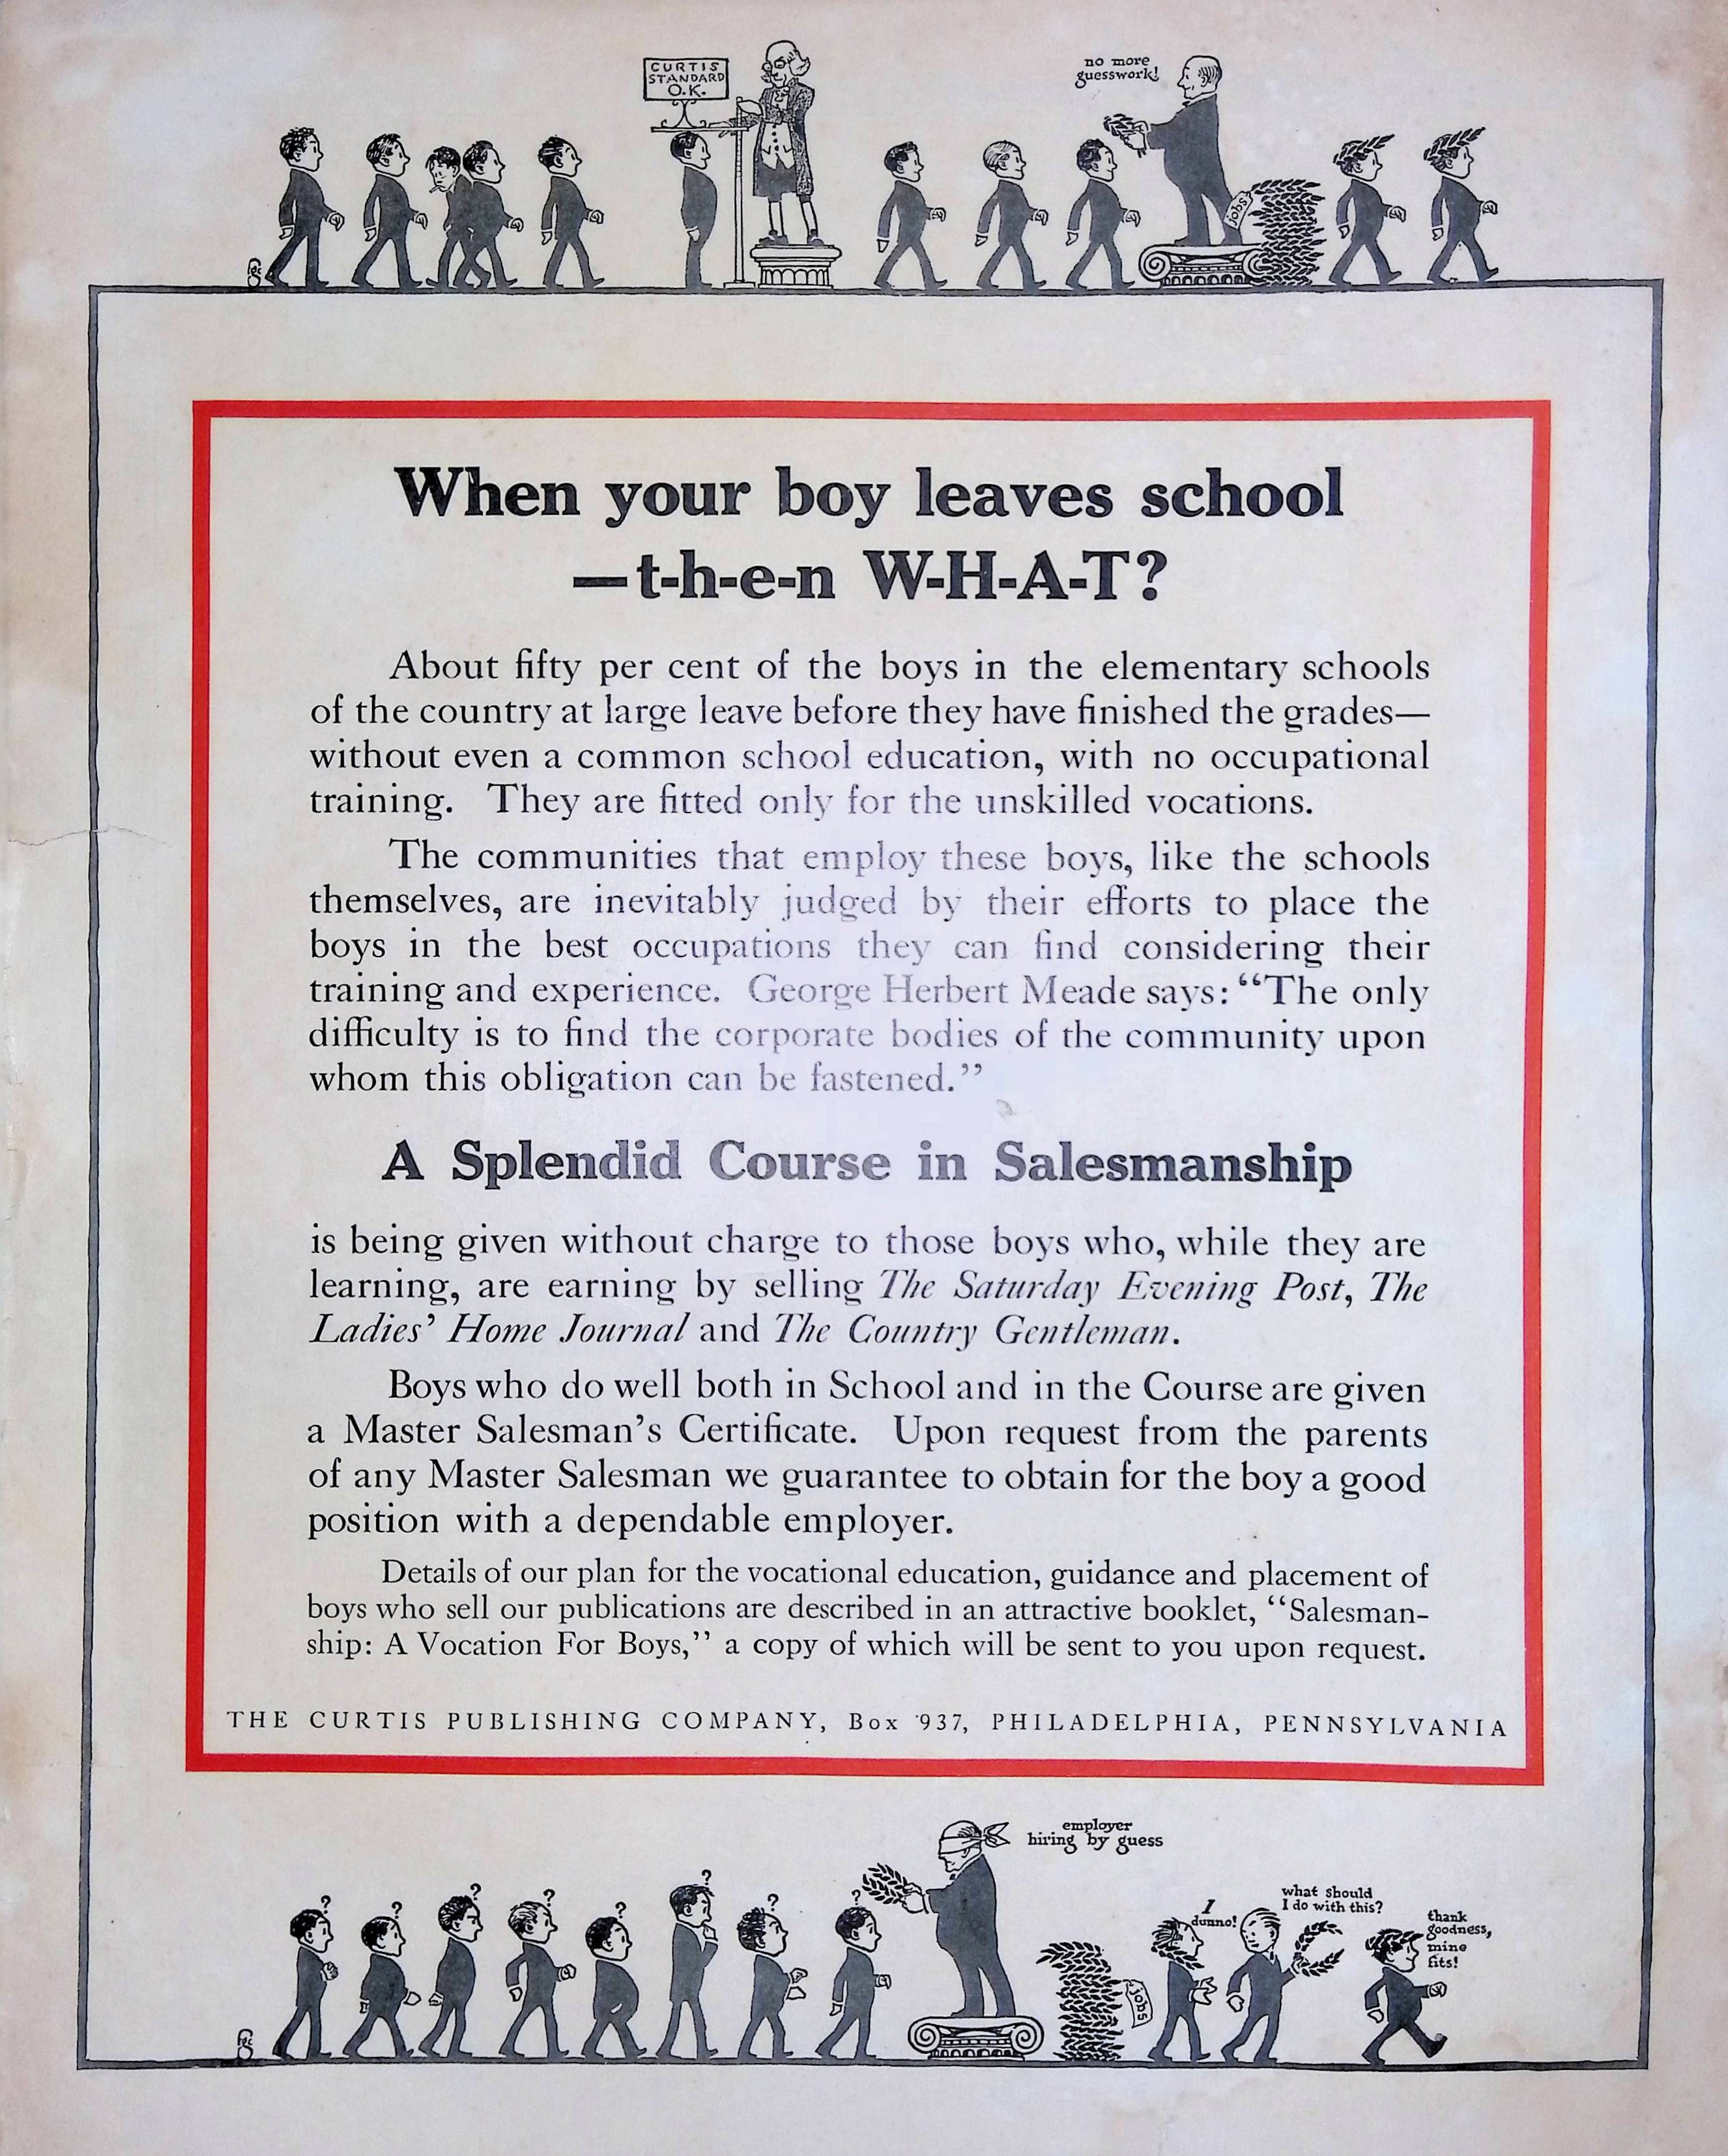 CURTIS
STANDARD
O.K.
no more
guesswork!
jobs
When your boy leaves school
—t-h-e-n W-H-A-T?
About fifty per cent of the boys in the elementary schools
of the country at large leave before they have finished the grades—
without even a common school education, with no occupational
training. They are fitted only for the unskilled vocations.
The communities that employ these boys, like the schools
themselves, are inevitably judged by their efforts to place the
boys in the best occupations they can find considering their
training and experience. George Herbert Meade says: “The only
difficulty is to find the corporate bodies of the community upon
whom this obligation can be fastened.”
A Splendid Course in Salesmanship
is being given without charge to those boys who, while they are
learning, are earning by selling The Saturday Evening Post, The
Ladies’ Home Journal and The Country Gentleman.
Boys who do well both in School and in the Course are given
a Master Salesman’s Certificate. Upon request from the parents
of any Master Salesman we guarantee to obtain for the boy a good
position with a dependable employer.
Details of our plan for the vocational education, guidance and placement of
boys who sell our publications are described in an attractive booklet, “Salesman-
ship: A Vocation For Boys,” a copy of which will be sent to you upon request.
THE CURTIS PUBLISHING COMPANY, Box 937, PHILADELPHIA, PENNSYLVANIA
employer
hiring by guess
? ? ? ? ? ? ? ?
jobs
I
dunno!
what should
I do with this?
thank
goodness,
mine
fits!